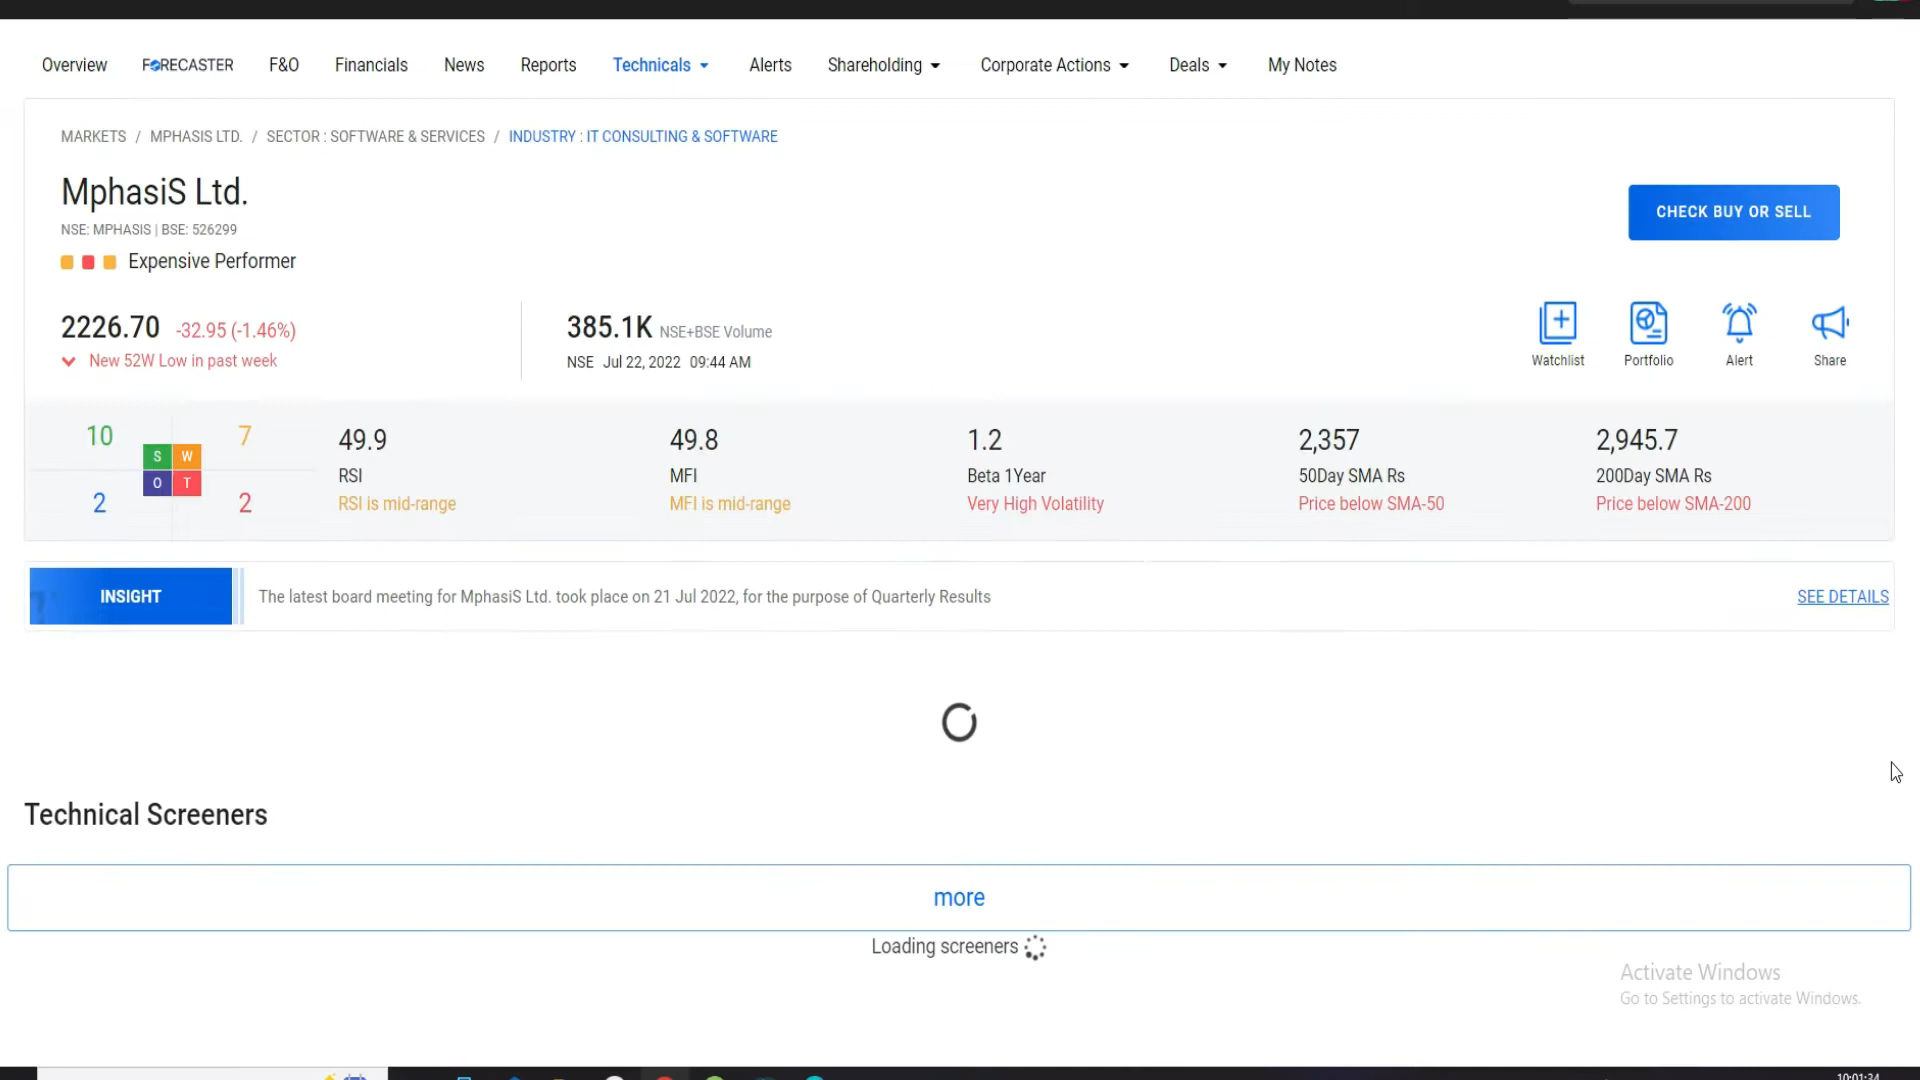 Overview FORECASTER F&O Financials News Reports Technicals Alerts Shareholding Corporate Actions Deals My Notes
MARKETS / MPHASIS LTD. / SECTOR : SOFTWARE & SERVICES / INDUSTRY : IT CONSULTING & SOFTWARE
MphasiS Ltd.
NSE: MPHASIS | BSE: 526299
Expensive Performer
CHECK BUY OR SELL
2226.70 -32.95 (-1.46%)
New 52W Low in past week
385.1K NSE+BSE Volume
NSE Jul 22, 2022 09:44 AM
Watchlist Portfolio Alert Share
10 7
S W
O T
2 2
49.9
RSI
RSI is mid-range
49.8
MFI
MFI is mid-range
1.2
Beta 1Year
Very High Volatility
2,357
50Day SMA Rs
Price below SMA-50
2,945.7
200Day SMA Rs
Price below SMA-200
INSIGHT The latest board meeting for MphasiS Ltd. took place on 21 Jul 2022, for the purpose of Quarterly Results SEE DETAILS
Technical Screeners
more
Loading screeners
Activate Windows
Go to Settings to activate Windows.
10:01:34